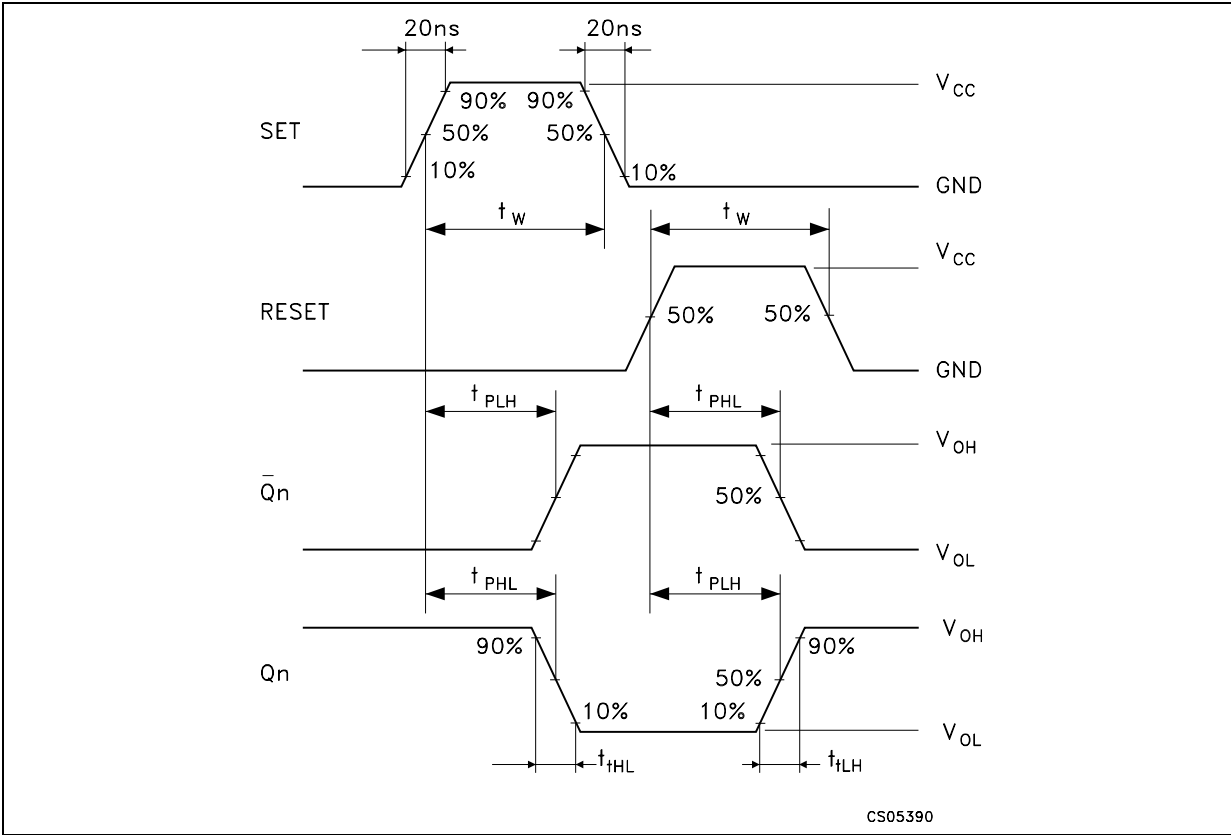 20ns 20ns
V CC
90% 90%
SET 50% 50%
10% 10%
GND
t W t W
V CC
RESET 50% 50%
GND
t PLH t PHL
V OH
Q̅n 50%
V OL
t PHL t PLH
V OH
90% 90%
Qn 50%
10% 10%
V OL
t tHL t tLH
CS05390